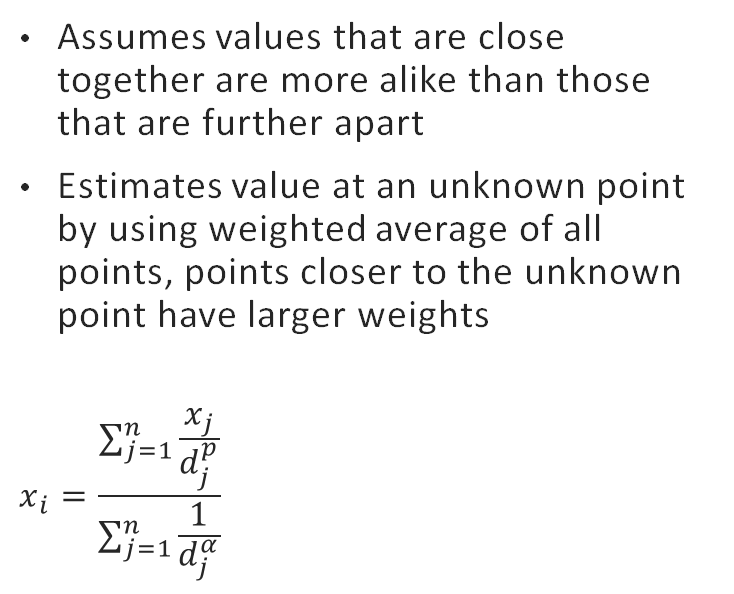 • Assumes values that are close
together are more alike than those
that are further apart
• Estimates value at an unknown point
by using weighted average of all
points, points closer to the unknown
point have larger weights
$x_i = \frac{\sum_{j=1}^{n} \frac{x_j}{d_j^p}}{\sum_{j=1}^{n} \frac{1}{d_j^\alpha}}$